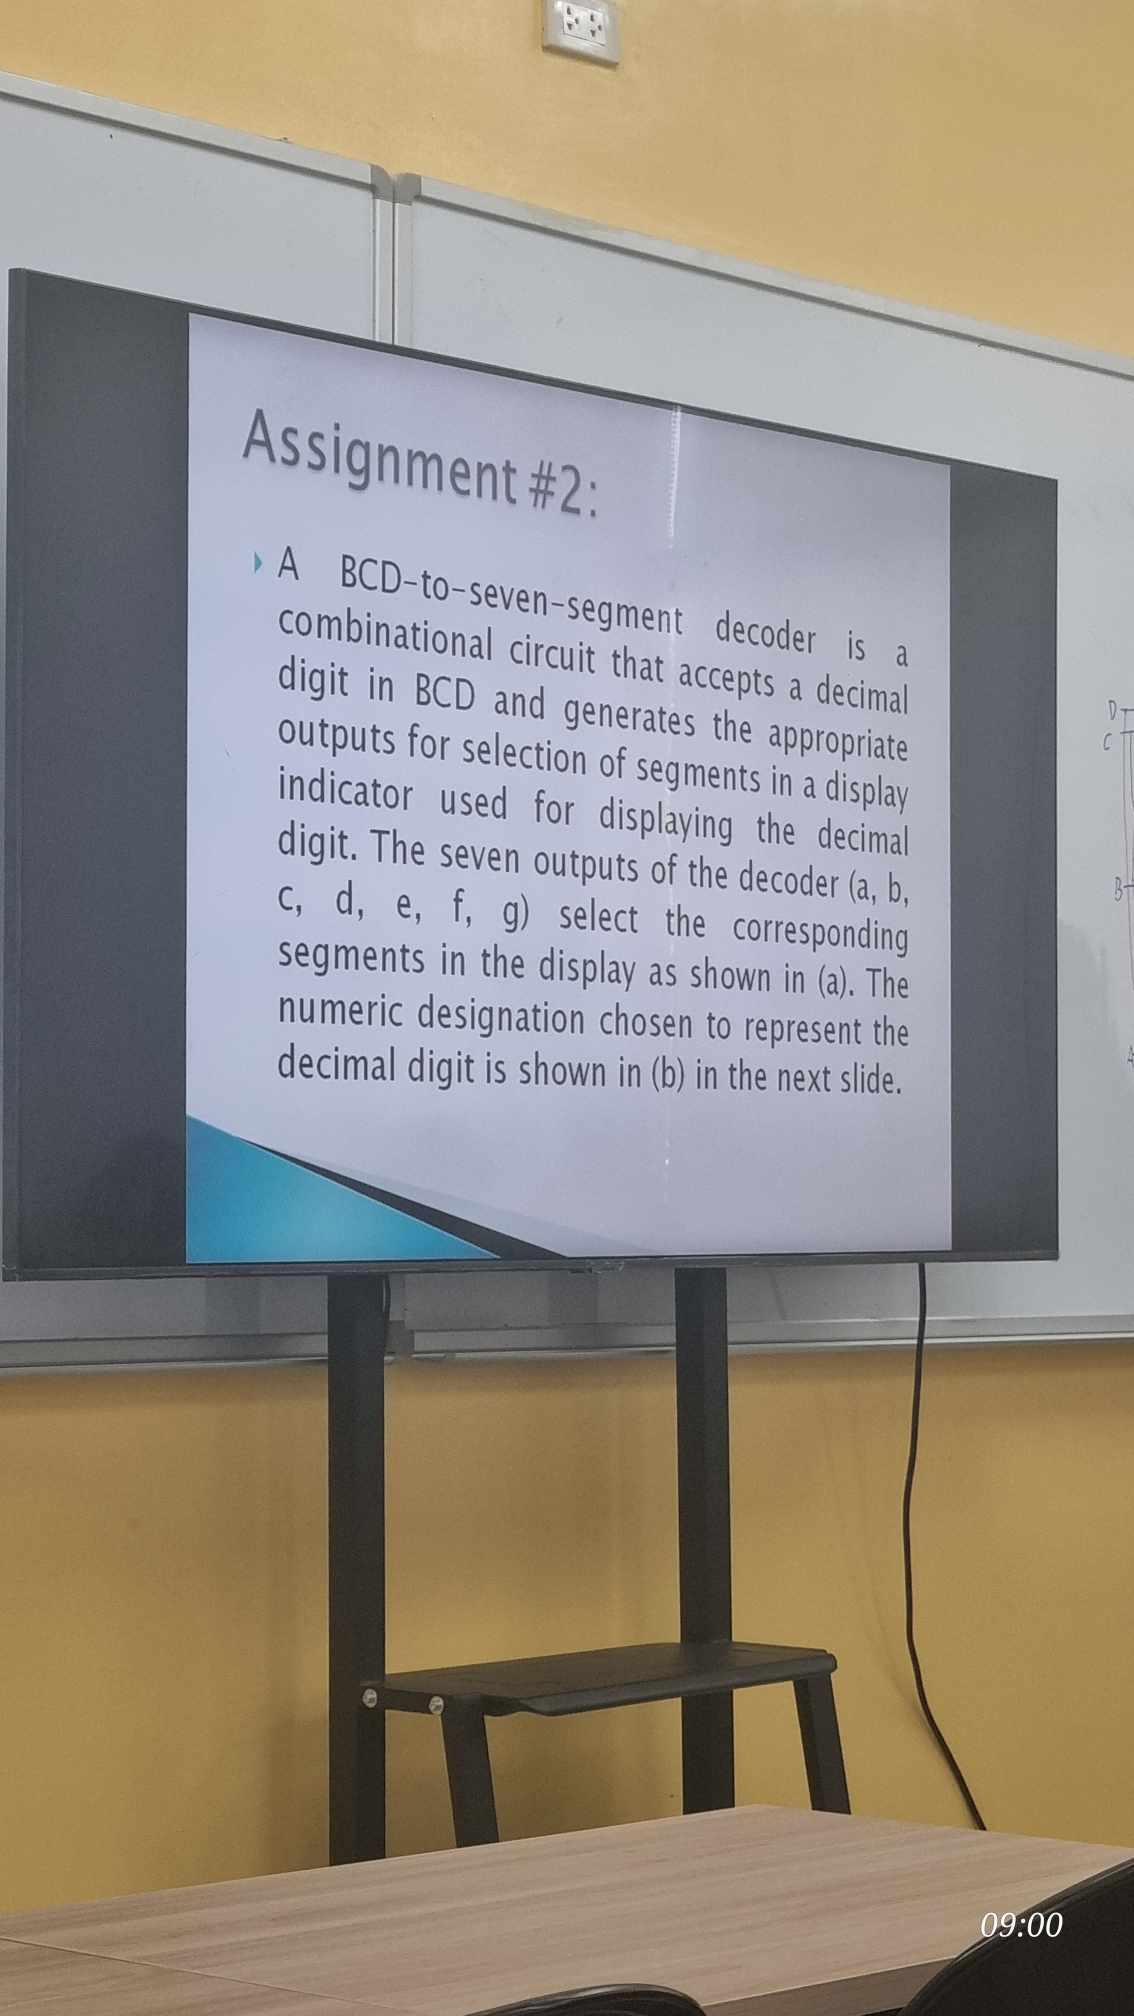 Assignment #2:
A BCD-to-seven-segment decoder is a
combinational circuit that accepts a decimal
digit in BCD and generates the appropriate
outputs for selection of segments in a display
indicator used for displaying the decimal
digit. The seven outputs of the decoder (a, b,
c, d, e, f, g) select the corresponding
segments in the display as shown in (a). The
numeric designation chosen to represent the
decimal digit is shown in (b) in the next slide.
D
C
B
A
09:00